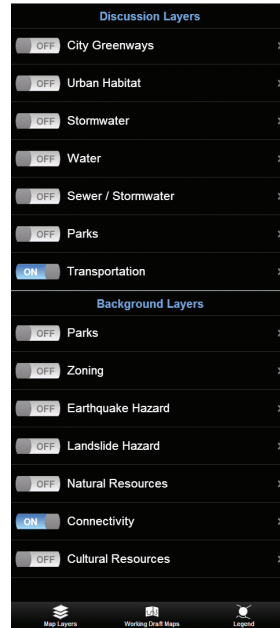 Discussion Layers
OFF City Greenways
OFF Urban Habitat
OFF Stormwater
OFF Water
OFF Sewer / Stormwater
OFF Parks
ON Transportation
Background Layers
OFF Parks
OFF Zoning
OFF Earthquake Hazard
OFF Landslide Hazard
OFF Natural Resources
ON Connectivity
OFF Cultural Resources
Map Layers Working Draft Maps Legend